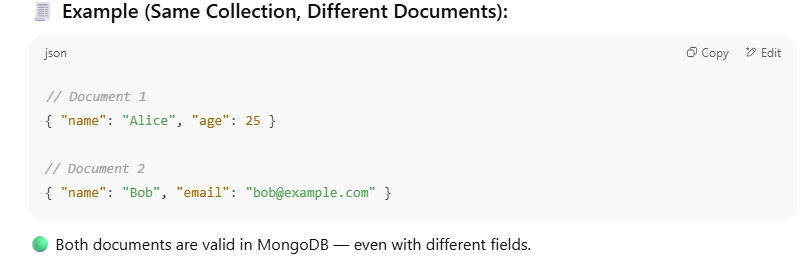 Example (Same Collection, Different Documents):
json
Copy
Edit
// Document 1
{ "name": "Alice", "age": 25 }
// Document 2
{ "name": "Bob", "email": "bob@example.com" }
Both documents are valid in MongoDB — even with different fields.